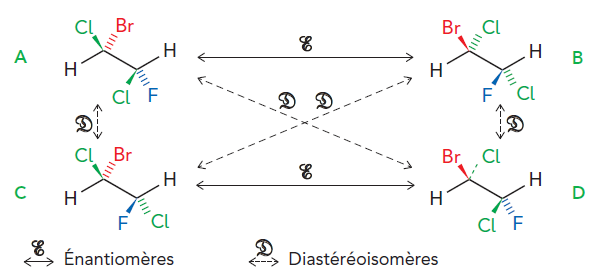 Cl Br ℰ Br Cl
A H H H H B
Cl F 𝔇 𝔇 F Cl
𝔇 𝔇
Cl Br ℰ Br Cl
C H H H H D
F Cl Cl F
ℰ Énantiomères 𝔇 Diastéréoisomères